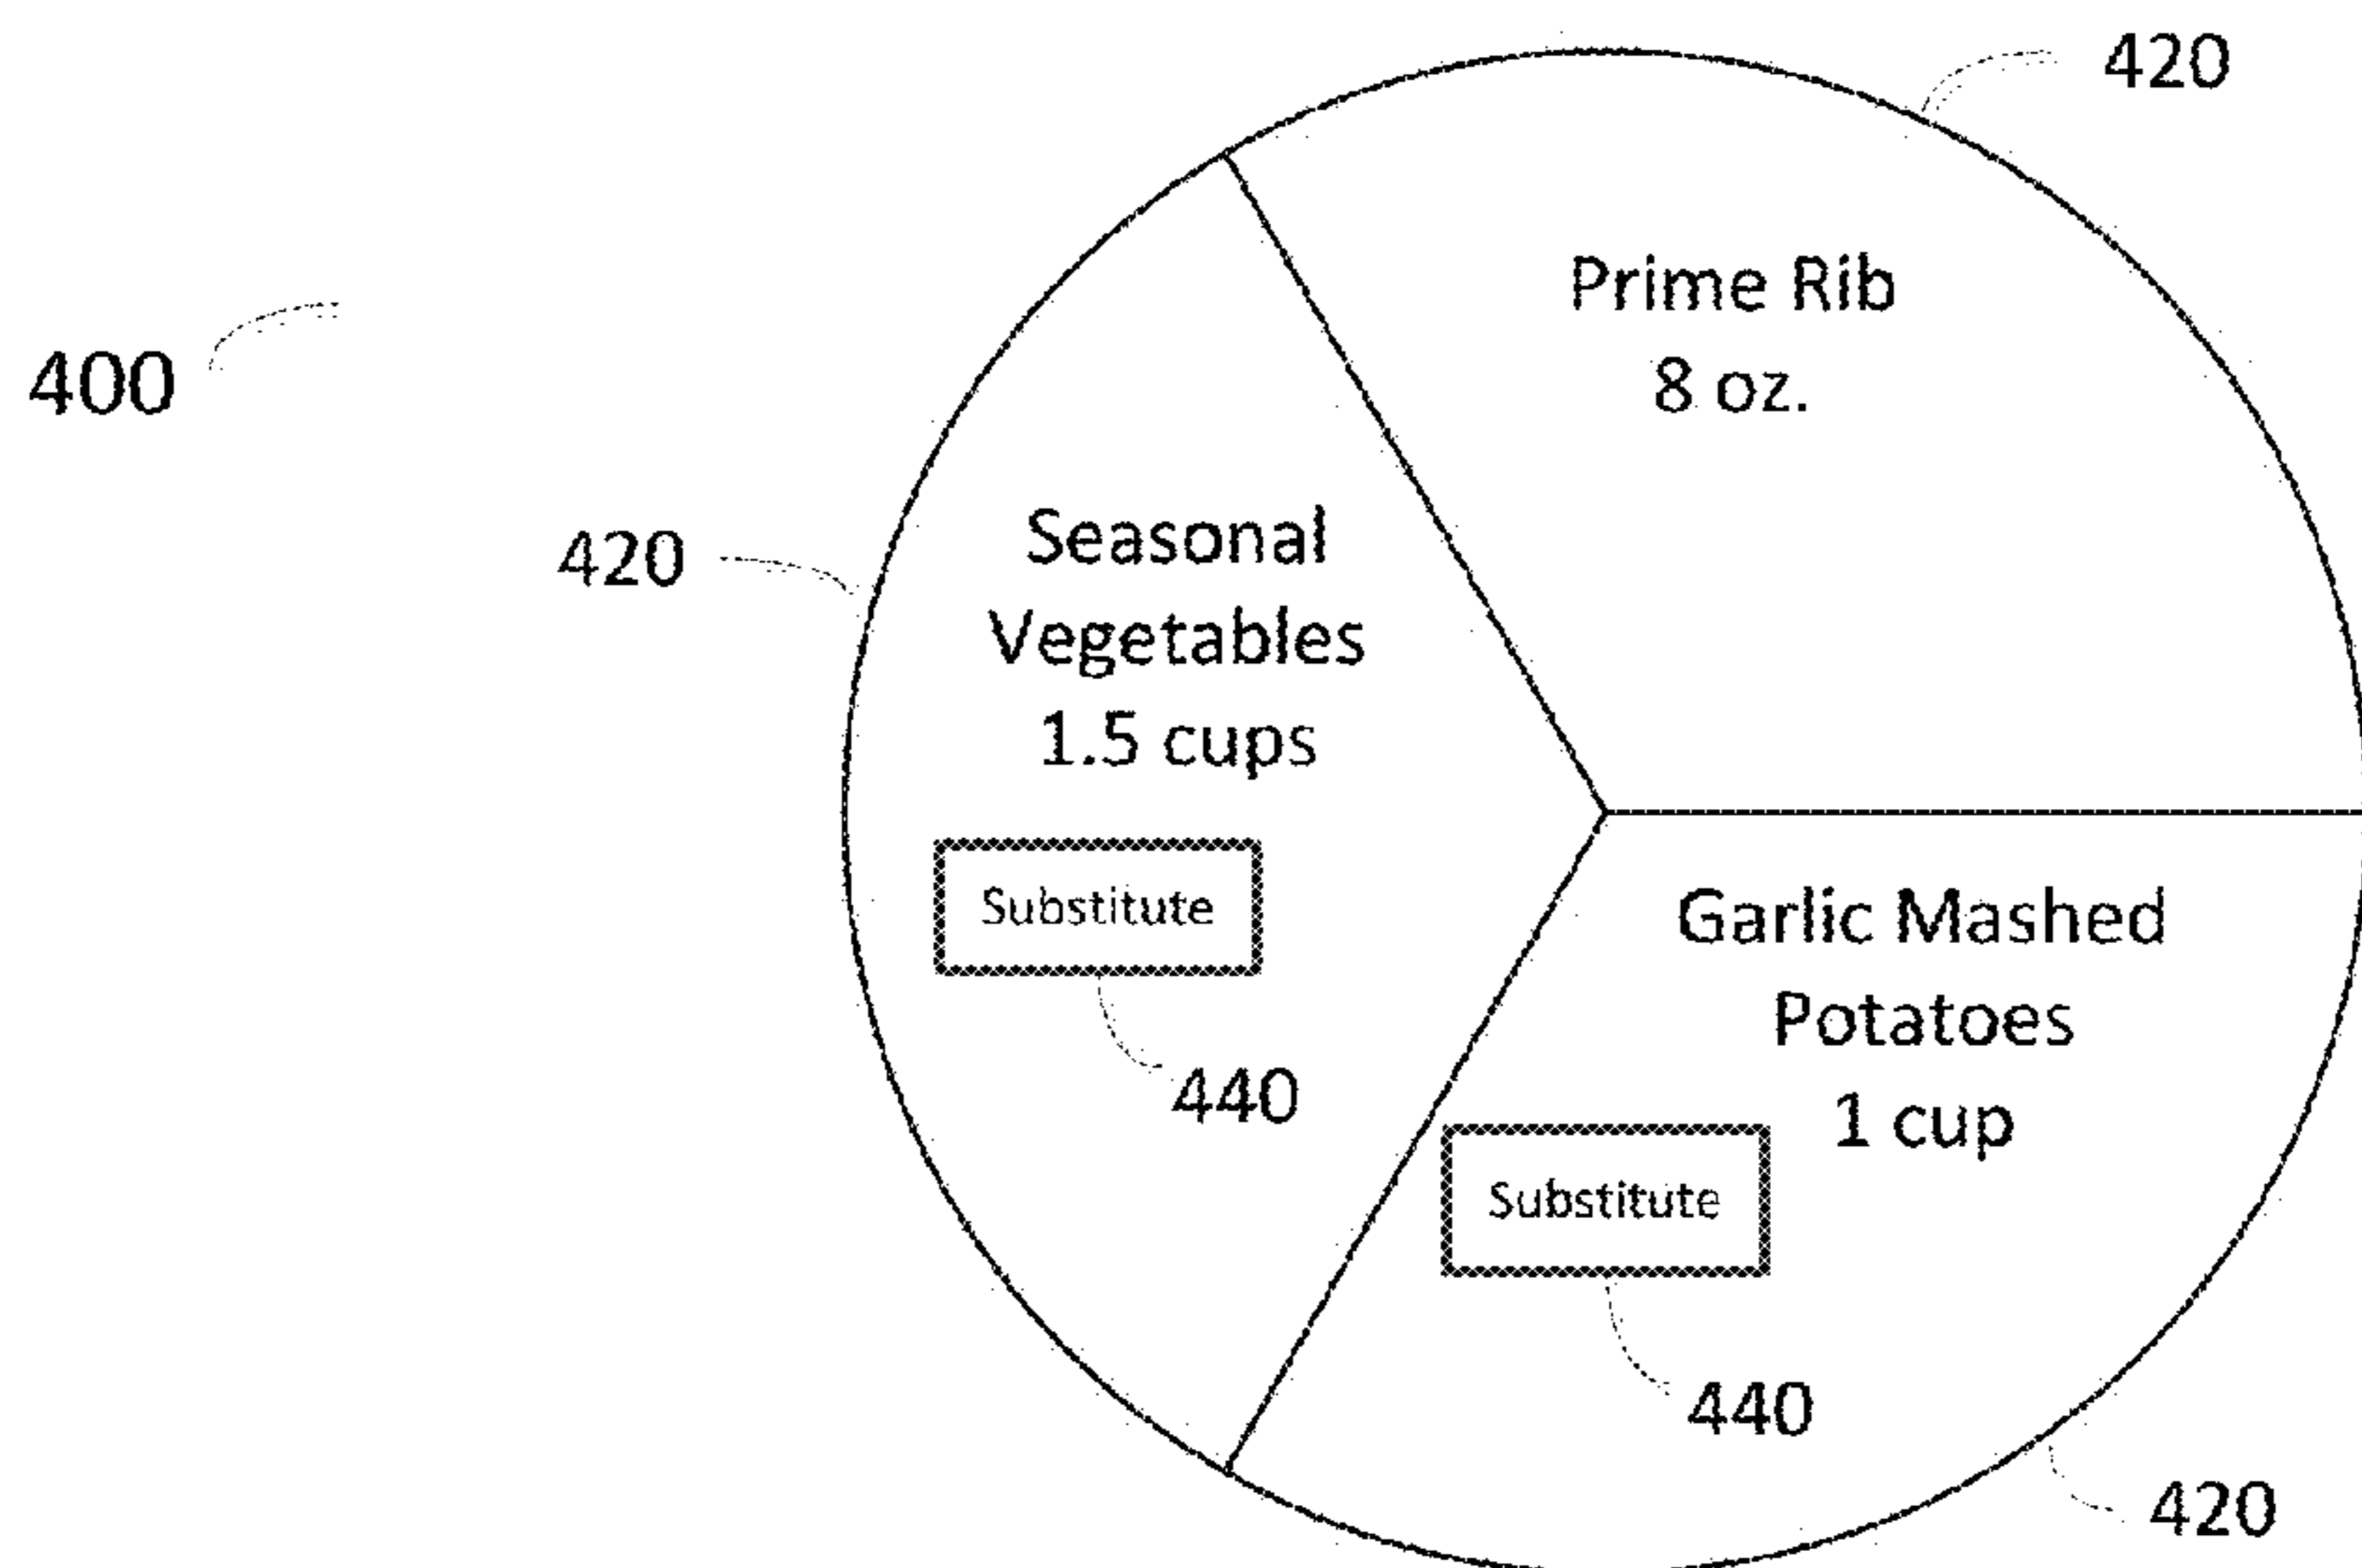 420
Prime Rib
8 oz.
400
420
Seasonal
Vegetables
1.5 cups
Substitute
440
Garlic Mashed
Potatoes
1 cup
Substitute
440
420